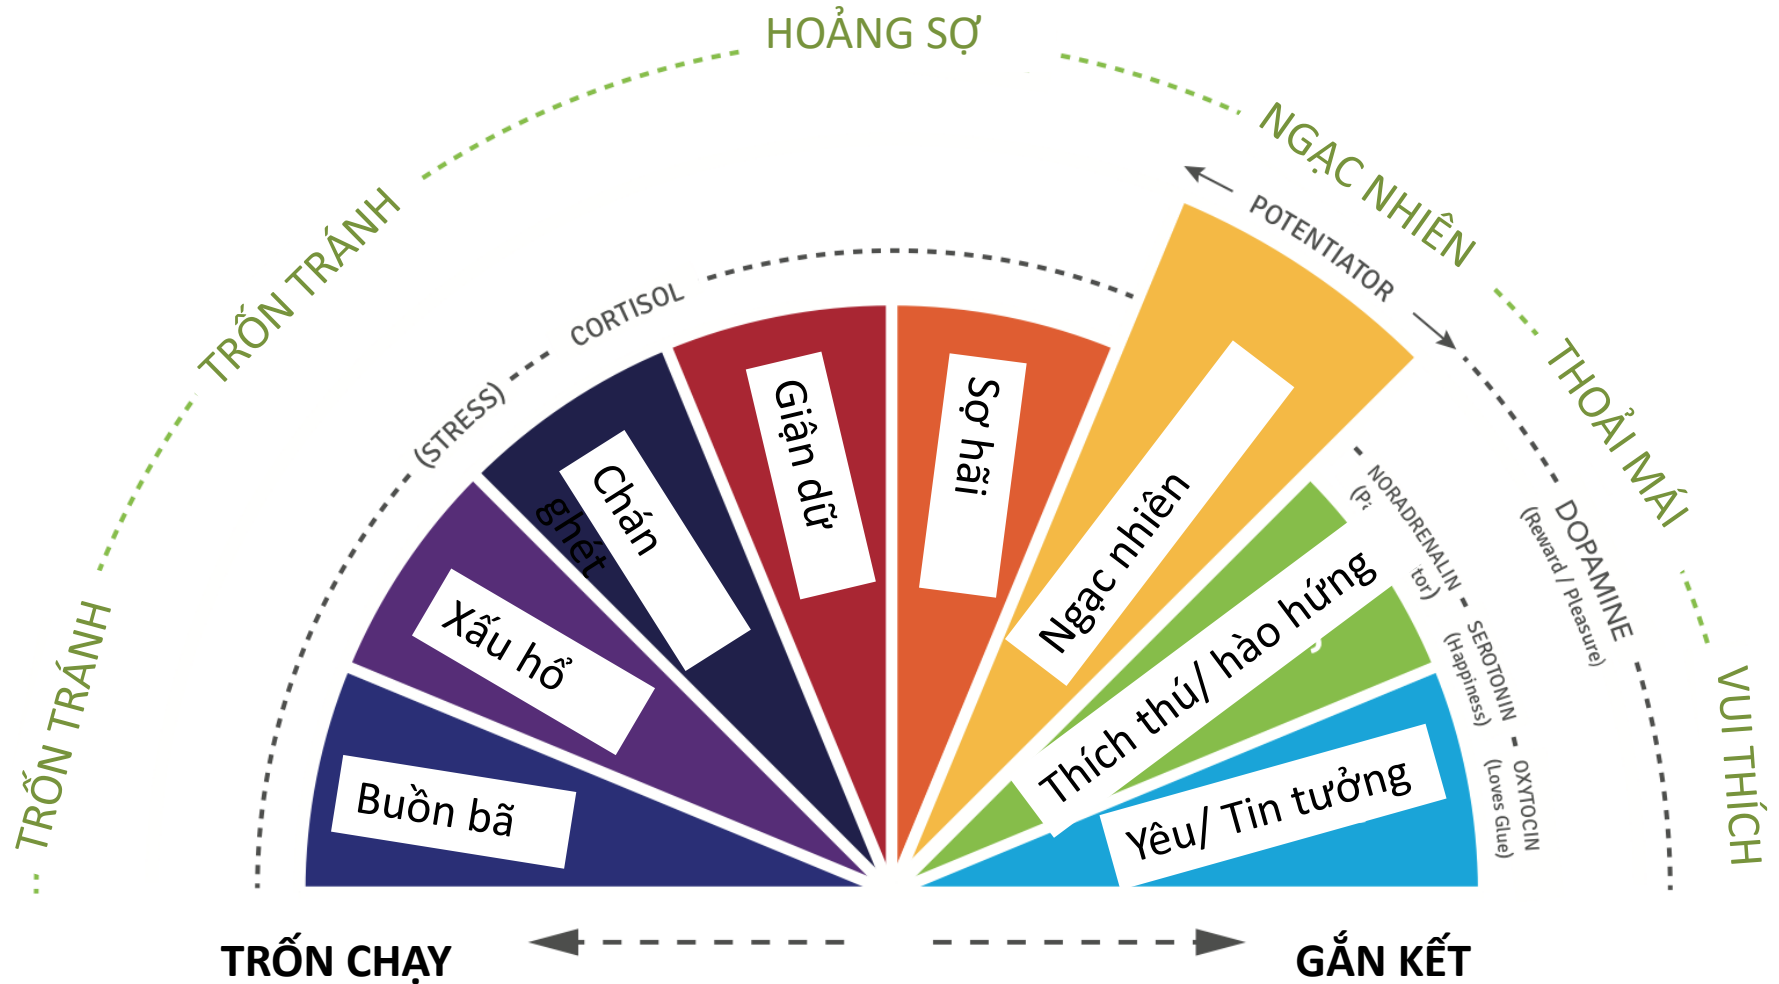 HOẢNG SỢ
NGẠC NHIÊN
TRỐN TRÁNH
THOẢI MÁI
TRỐN TRÁNH
VUI THÍCH
POTENTIATOR
CORTISOL
(STRESS)
DOPAMINE
(Reward / Pleasure)
NORADRENALIN
SEROTONIN
(Happiness)
OXYTOCIN
(Loves Glue)
Buồn bã
Xấu hổ
Chán
ghét
Giận dữ
Sợ hãi
Ngạc nhiên
Thích thú/ hào hứng
Yêu/ Tin tưởng
TRỐN CHẠY
GẮN KẾT